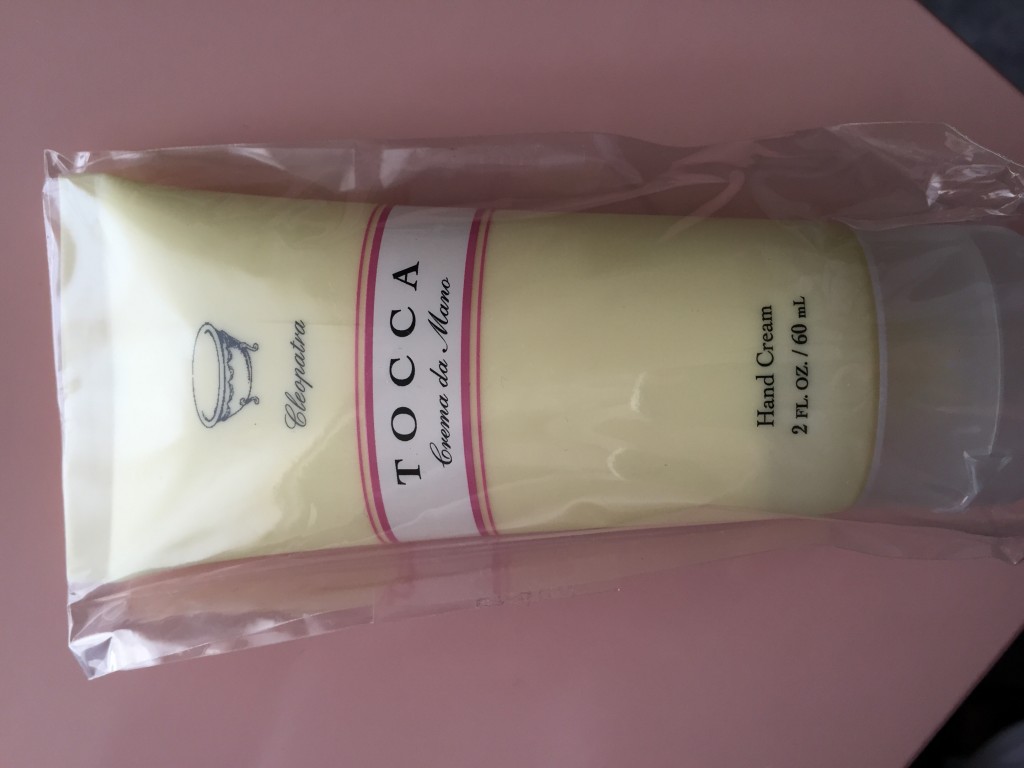 Cleopatra
TOCCA
Crema da Mano
Hand Cream
2 FL. OZ. / 60 mL